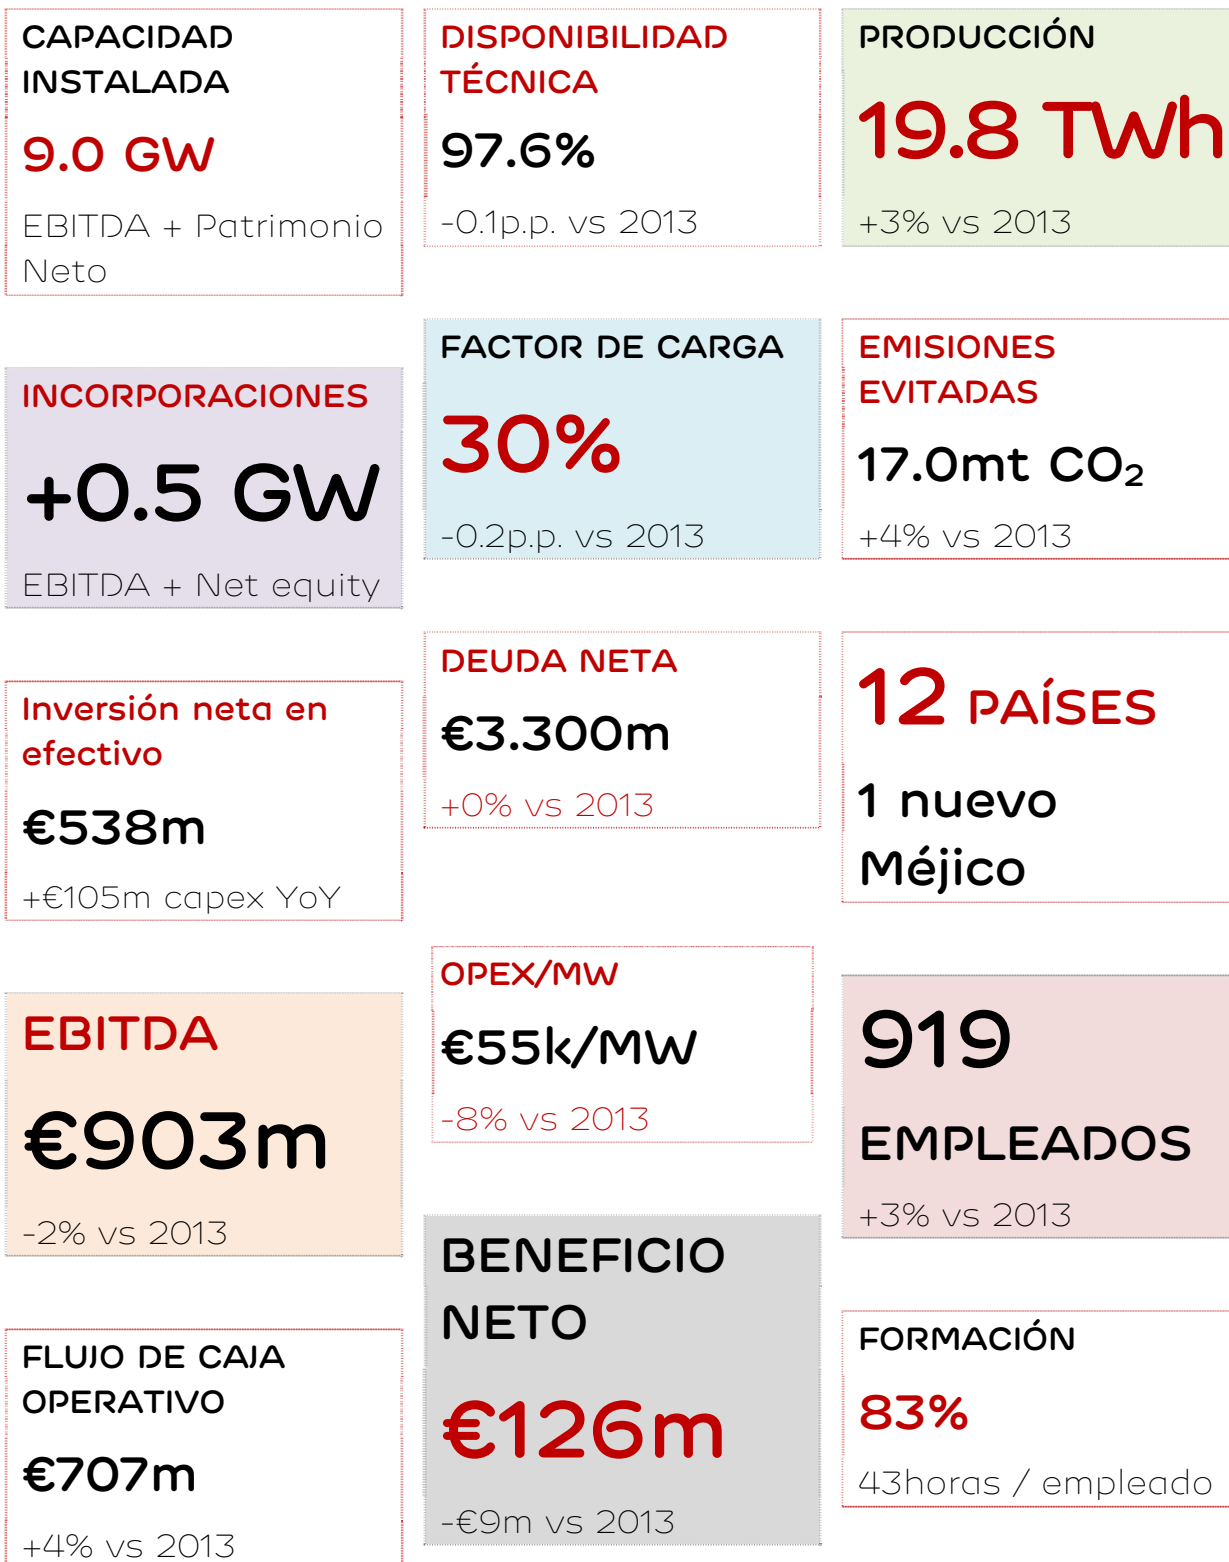 CAPACIDAD
INSTALADA
9.0 GW
EBITDA + Patrimonio
Neto
INCORPORACIONES
+0.5 GW
EBITDA + Net equity
Inversión neta en
efectivo
€538m
+€105m capex YoY
EBITDA
€903m
-2% vs 2013
FLUJO DE CAJA
OPERATIVO
€707m
+4% vs 2013
DISPONIBILIDAD
TÉCNICA
97.6%
-0.1p.p. vs 2013
FACTOR DE CARGA
30%
-0.2p.p. vs 2013
DEUDA NETA
€3.300m
+0% vs 2013
OPEX/MW
€55k/MW
-8% vs 2013
BENEFICIO
NETO
€126m
-€9m vs 2013
PRODUCCIÓN
19.8 TWh
+3% vs 2013
EMISIONES
EVITADAS
17.0mt CO₂
+4% vs 2013
12 PAÍSES
1 nuevo
Méjico
919
EMPLEADOS
+3% vs 2013
FORMACIÓN
83%
43horas / empleado